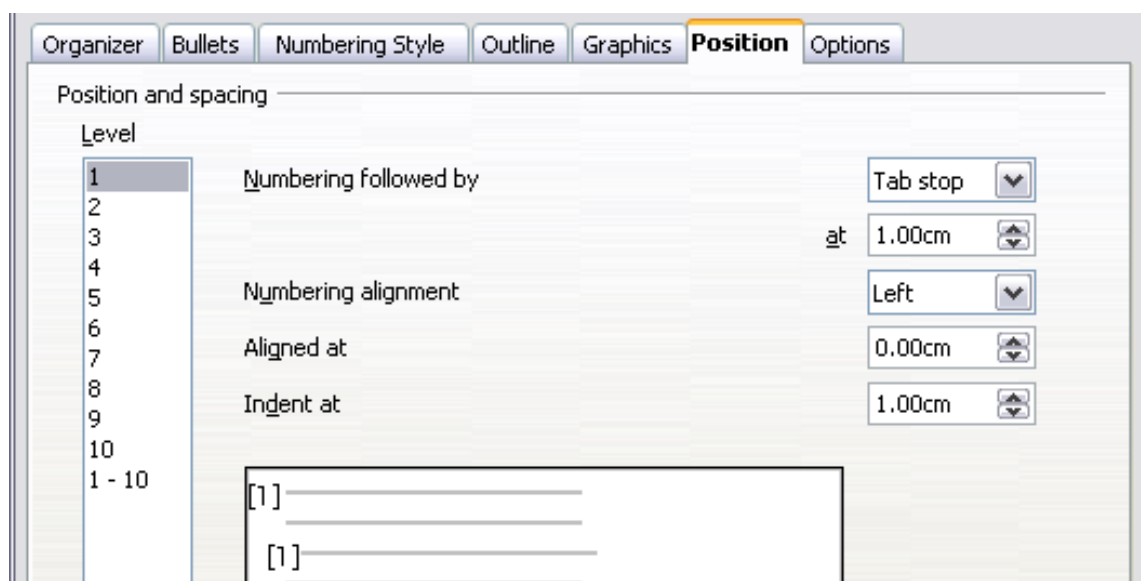 Organizer Bullets Numbering Style Outline Graphics Position Options
Position and spacing
Level
1
2
3
4
5
6
7
8
9
10
1 - 10
Numbering followed by Tab stop
at 1.00cm
Numbering alignment Left
Aligned at 0.00cm
Indent at 1.00cm
[1]
[1]